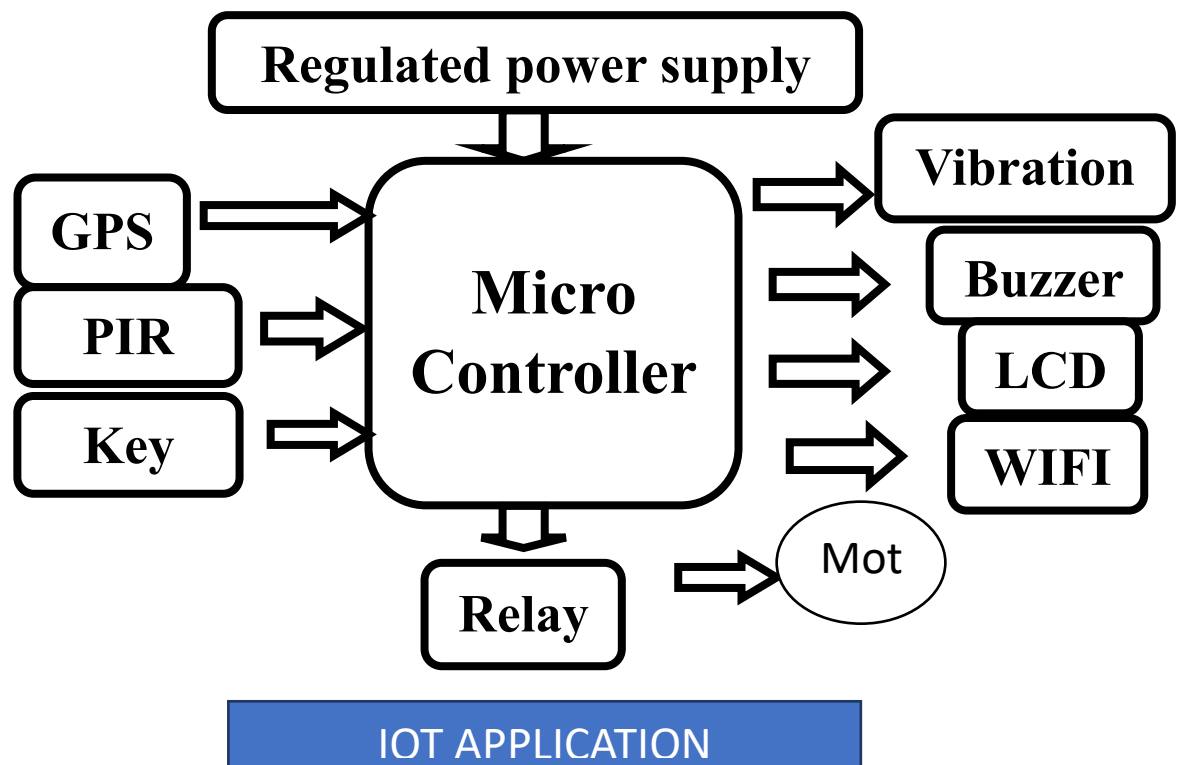 Regulated power supply
Vibration
GPS
Buzzer
PIR
Micro
Controller
LCD
Key
WIFI
Mot
Relay
IOT APPLICATION